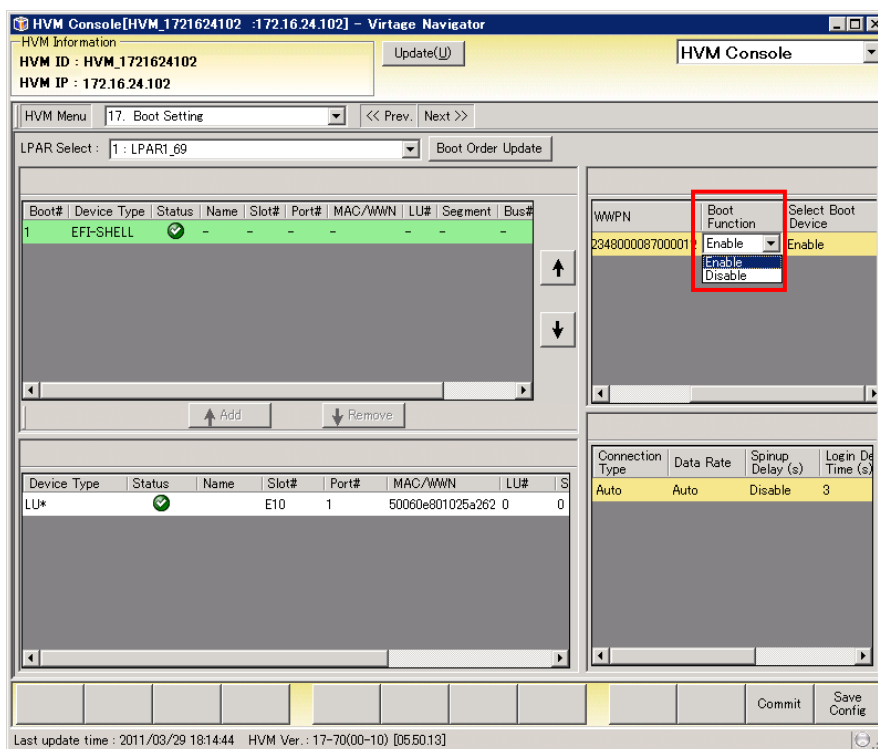 HVM Console[HVM_1721624102 :172.16.24.102] - Virtage Navigator
HVM Information
HVM ID : HVM_1721624102
HVM IP : 172.16.24.102
Update(U)
HVM Console
HVM Menu 17. Boot Setting << Prev. Next >>
LPAR Select : 1 : LPAR1_69 Boot Order Update
Boot# Device Type Status Name Slot# Port# MAC/WWN LU# Segment Bus#
1 EFI-SHELL - - - - - - -
WWPN Boot Function Select Boot Device
Enable Enable
Enable
Disable
Add Remove
Device Type Status Name Slot# Port# MAC/WWN LU# S
LU* E10 1 50060e801025a262 0 0
Connection Type Data Rate Spinup Delay (s) Login De Time (s)
Auto Auto Disable 3
Commit Save Config
Last update time : 2011/03/29 18:14:44 HVM Ver. : 17-70(00-10) [05.50.13]